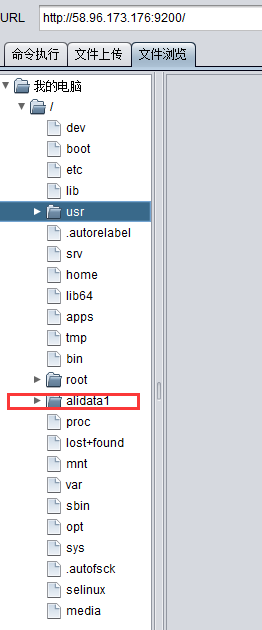 URL http://58.96.173.176:9200/
命令执行 文件上传 文件浏览
我的电脑
/
dev
boot
etc
lib
usr
.autorelabel
srv
home
lib64
apps
tmp
bin
root
alidata1
proc
lost+found
mnt
var
sbin
opt
sys
.autofsck
selinux
media